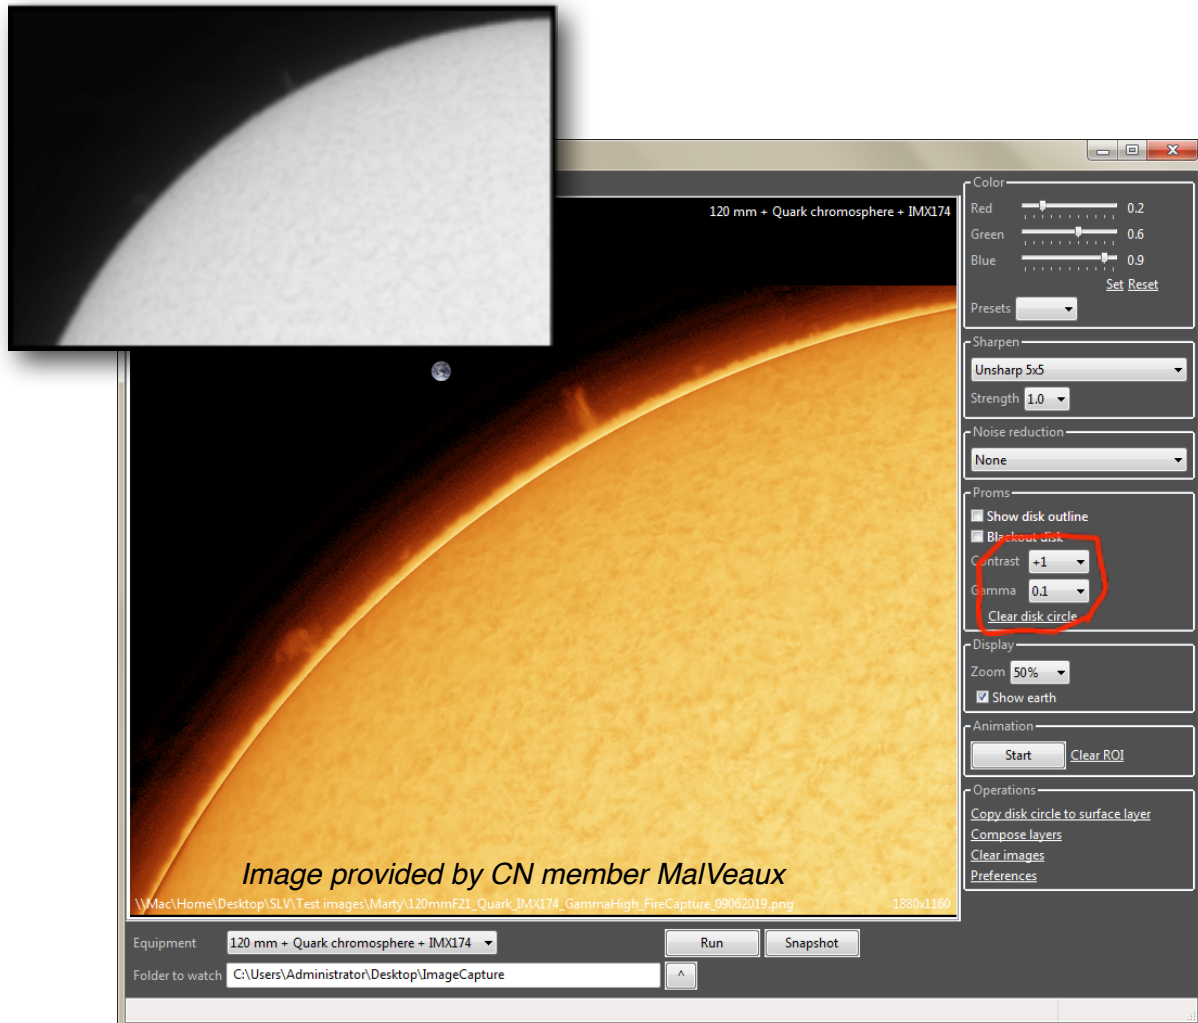 120 mm + Quark chromosphere + IMX174
Color
Red 0.2
Green 0.6
Blue 0.9
Set Reset
Presets
Sharpen
Unsharp 5x5
Strength 1.0
Noise reduction
None
Proms
Show disk outline
Blackout disk
Contrast +1
Gamma 0.1
Clear disk circle
Display
Zoom 50%
Show earth
Animation
Start Clear ROI
Operations
Copy disk circle to surface layer
Compose layers
Clear images
Preferences
Image provided by CN member MalVeaux
\\Mac\Home\Desktop\SLV\Test images\Marty\120mmF21_Quark_IMX174_GammaHigh_FireCapture_09062019.png 1880x1160
Equipment 120 mm + Quark chromosphere + IMX174 Run Snapshot
Folder to watch C:\Users\Administrator\Desktop\ImageCapture ^